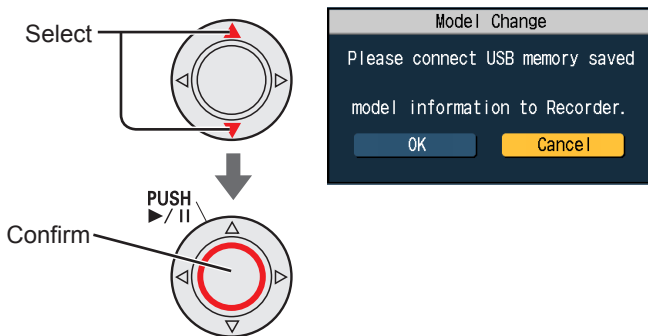 Select
PUSH
▶/II
Confirm
Model Change
Please connect USB memory saved
model information to Recorder.
OK
Cancel